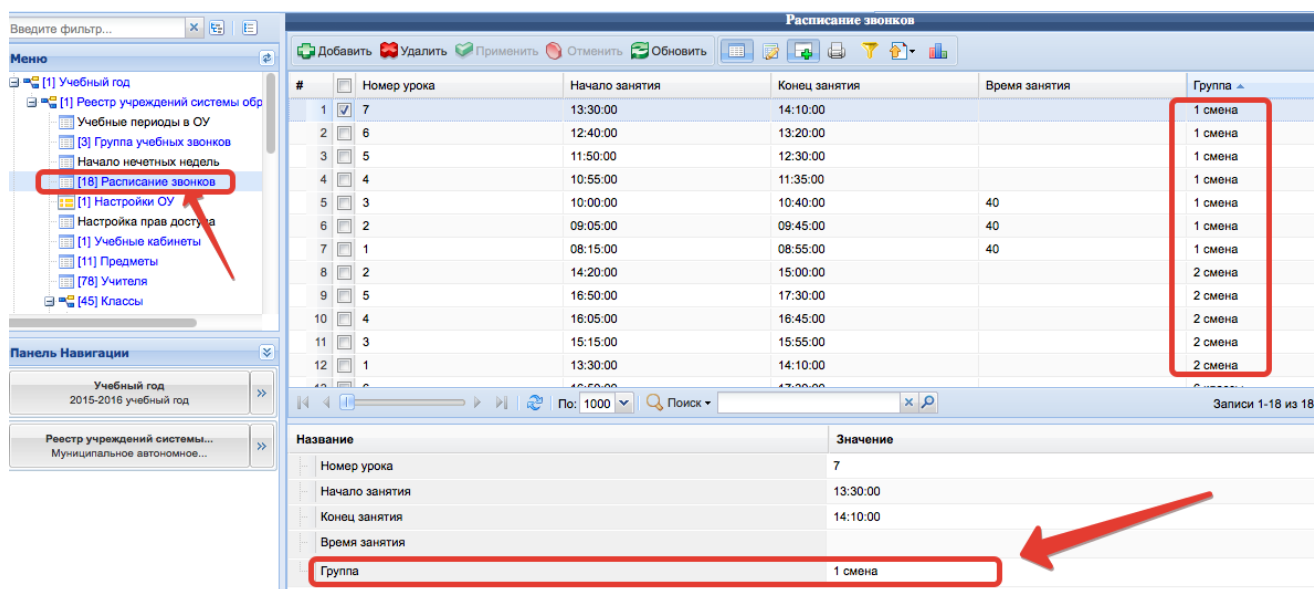 Расписание звонков
Введите фильтр...
Меню
[1] Учебный год
[1] Реестр учреждений системы обр
Учебные периоды в ОУ
[3] Группа учебных звонков
Начало нечетных недель
[18] Расписание звонков
[1] Настройки ОУ
Настройка прав доступа
[1] Учебные кабинеты
[11] Предметы
[78] Учителя
[45] Классы
Панель Навигации
Учебный год
2015-2016 учебный год
Реестр учреждений системы...
Муниципальное автономное...
Добавить Удалить Применить Отменить Обновить
# Номер урока Начало занятия Конец занятия Время занятия Группа
1 7 13:30:00 14:10:00 1 смена
2 6 12:40:00 13:20:00 1 смена
3 5 11:50:00 12:30:00 1 смена
4 4 10:55:00 11:35:00 1 смена
5 3 10:00:00 10:40:00 40 1 смена
6 2 09:05:00 09:45:00 40 1 смена
7 1 08:15:00 08:55:00 40 1 смена
8 2 14:20:00 15:00:00 2 смена
9 5 16:50:00 17:30:00 2 смена
10 4 16:05:00 16:45:00 2 смена
11 3 15:15:00 15:55:00 2 смена
12 1 13:30:00 14:10:00 2 смена
По: 1000 Поиск Записи 1-18 из 18
Название Значение
Номер урока 7
Начало занятия 13:30:00
Конец занятия 14:10:00
Время занятия
Группа 1 смена